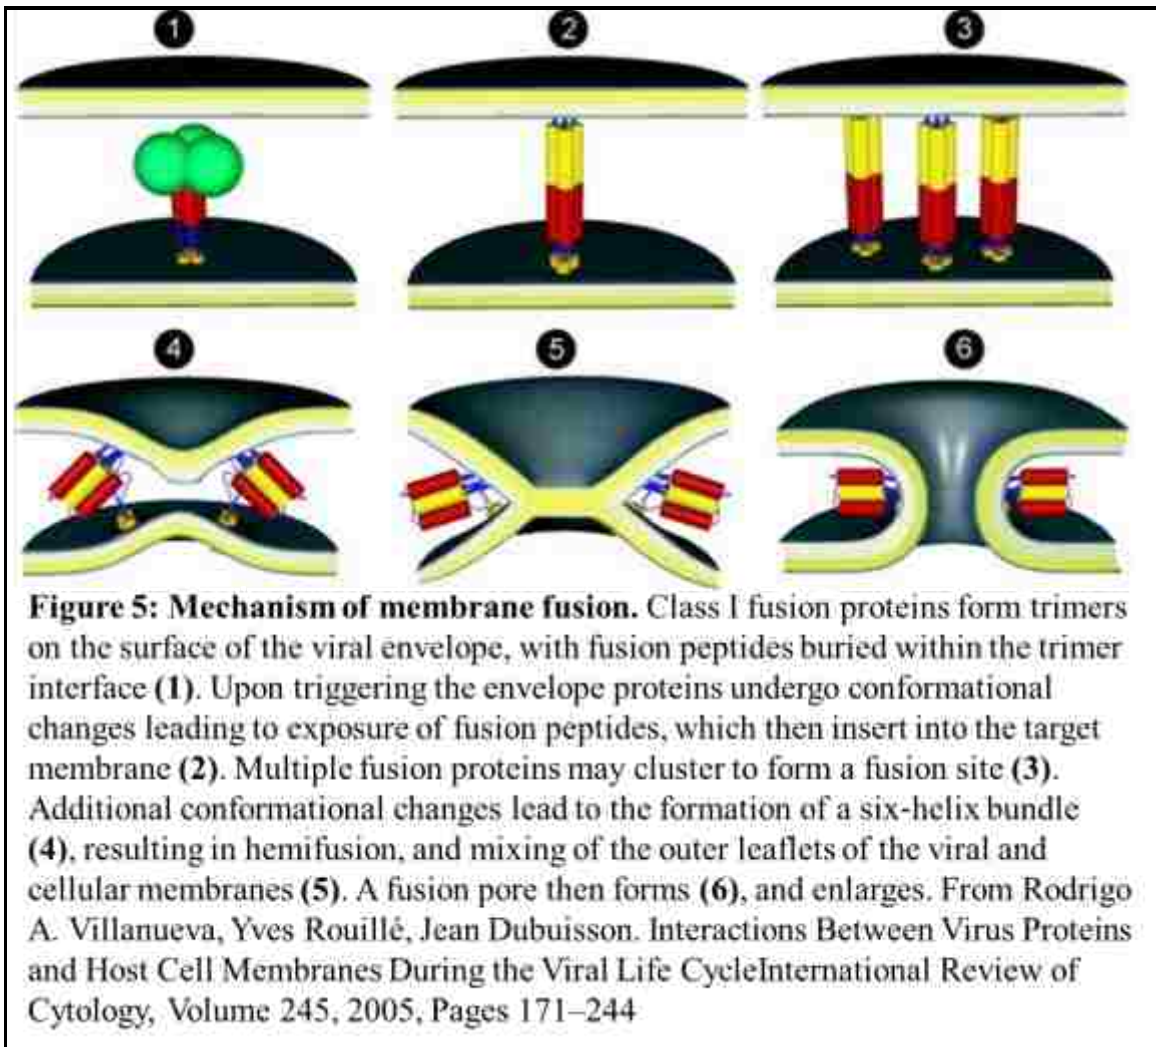 1
2
3
4
5
6
Figure 5: Mechanism of membrane fusion. Class I fusion proteins form trimers
on the surface of the viral envelope, with fusion peptides buried within the trimer
interface (1). Upon triggering the envelope proteins undergo conformational
changes leading to exposure of fusion peptides, which then insert into the target
membrane (2). Multiple fusion proteins may cluster to form a fusion site (3).
Additional conformational changes lead to the formation of a six-helix bundle
(4), resulting in hemifusion, and mixing of the outer leaflets of the viral and
cellular membranes (5). A fusion pore then forms (6), and enlarges. From Rodrigo
A. Villanueva, Yves Rouillé, Jean Dubuisson. Interactions Between Virus Proteins
and Host Cell Membranes During the Viral Life CycleInternational Review of
Cytology, Volume 245, 2005, Pages 171–244